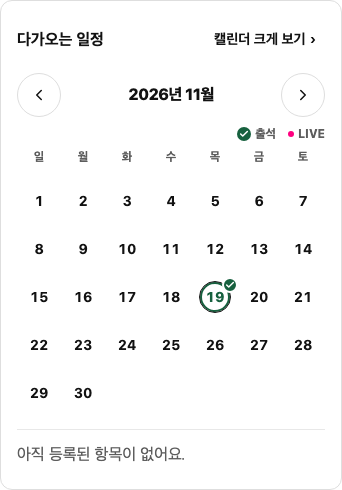 다가오는 일정 캘린더 크게 보기 ›
‹ 2026년 11월 ›
출석 LIVE
일 월 화 수 목 금 토
1 2 3 4 5 6 7
8 9 10 11 12 13 14
15 16 17 18 19 20 21
22 23 24 25 26 27 28
29 30
아직 등록된 항목이 없어요.